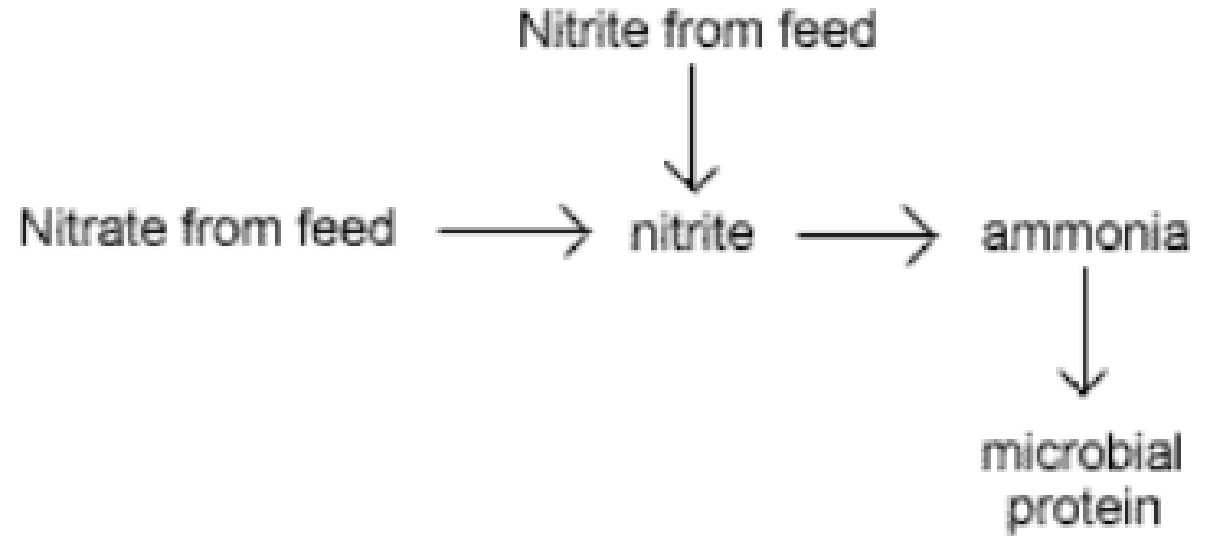 Nitrite from feed
Nitrate from feed
nitrite
ammonia
microbial
protein